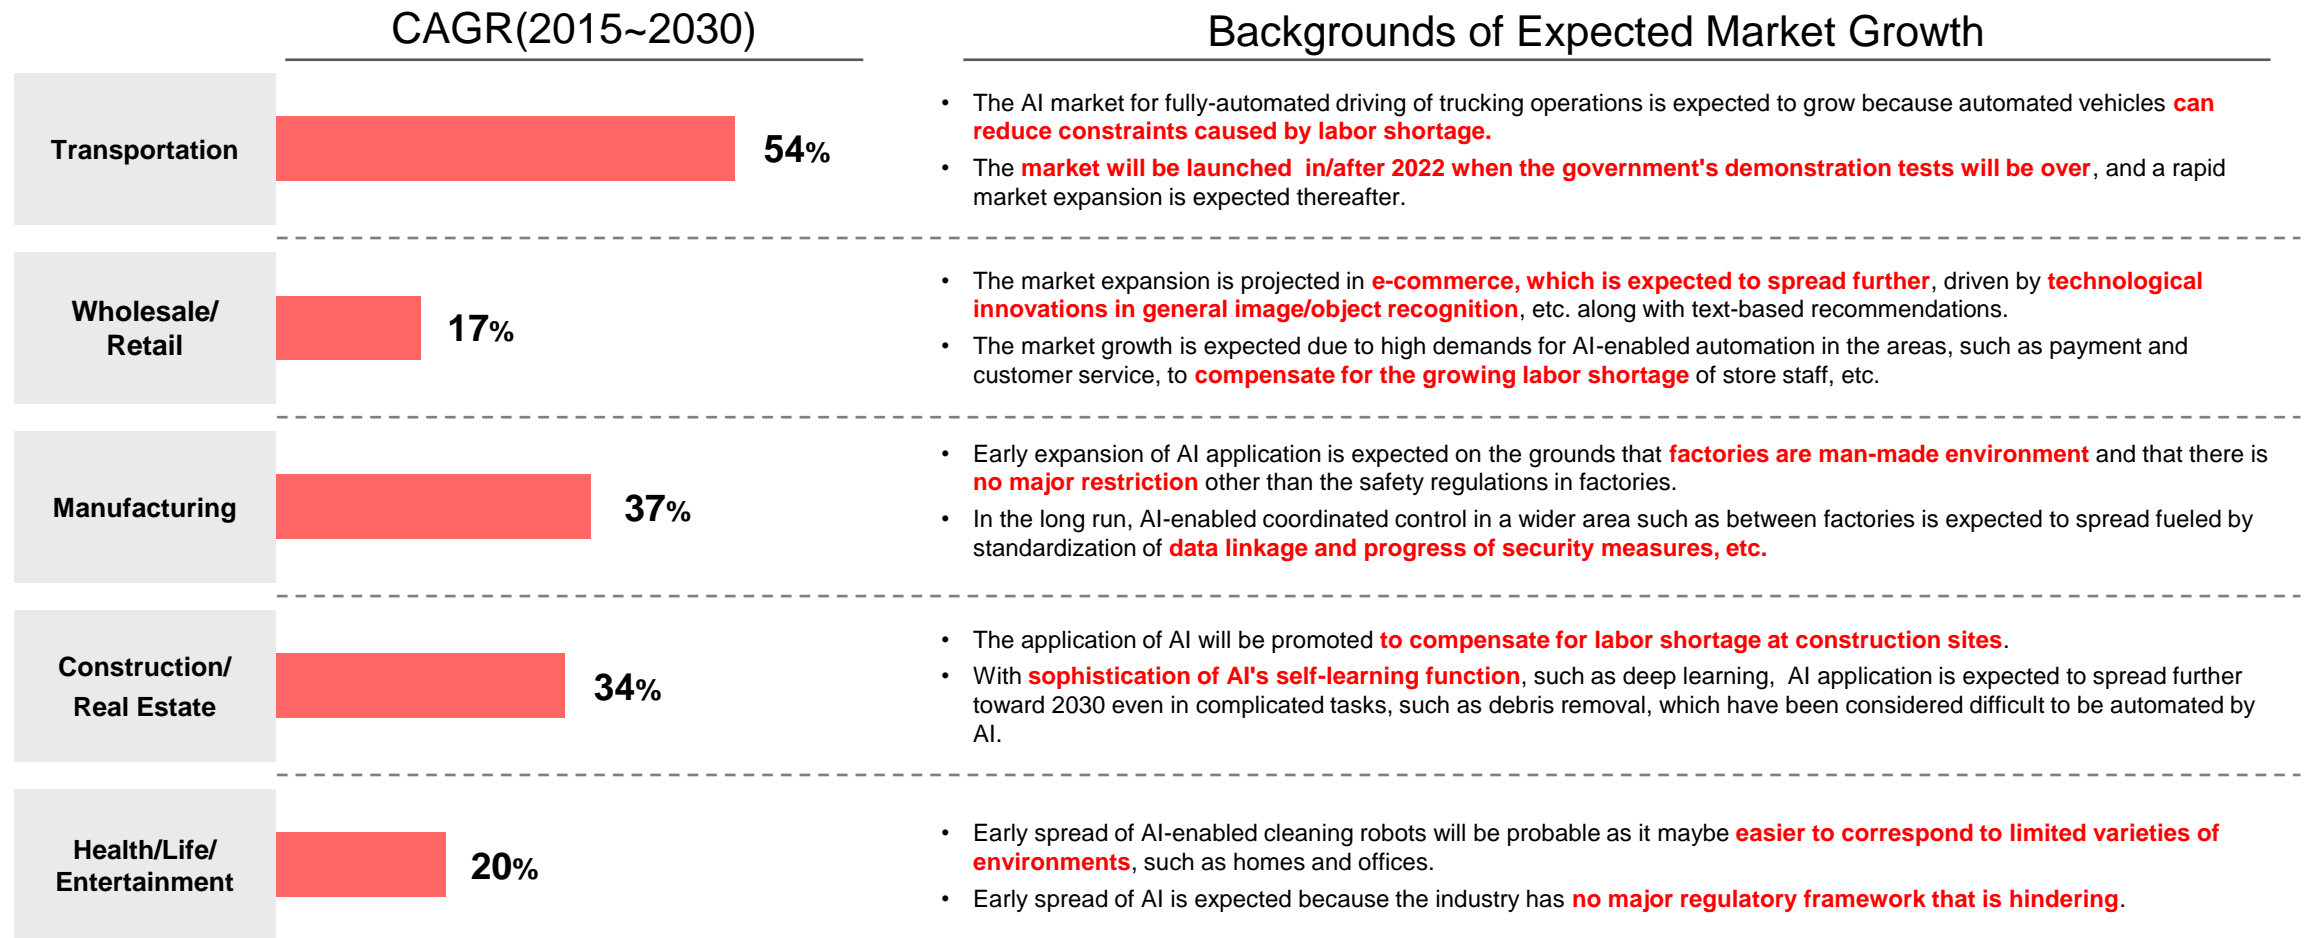 CAGR(2015~2030)
Backgrounds of Expected Market Growth
Transportation
54%
• The AI market for fully-automated driving of trucking operations is expected to grow because automated vehicles can
reduce constraints caused by labor shortage.
• The market will be launched  in/after 2022 when the government's demonstration tests will be over, and a rapid
market expansion is expected thereafter.
Wholesale/
Retail
17%
• The market expansion is projected in e-commerce, which is expected to spread further, driven by technological
innovations in general image/object recognition, etc. along with text-based recommendations.
• The market growth is expected due to high demands for AI-enabled automation in the areas, such as payment and
customer service, to compensate for the growing labor shortage of store staff, etc.
Manufacturing
37%
• Early expansion of AI application is expected on the grounds that factories are man-made environment and that there is
no major restriction other than the safety regulations in factories.
• In the long run, AI-enabled coordinated control in a wider area such as between factories is expected to spread fueled by
standardization of data linkage and progress of security measures, etc.
Construction/
Real Estate
34%
• The application of AI will be promoted to compensate for labor shortage at construction sites.
• With sophistication of AI's self-learning function, such as deep learning,  AI application is expected to spread further
toward 2030 even in complicated tasks, such as debris removal, which have been considered difficult to be automated by
AI.
Health/Life/
Entertainment
20%
• Early spread of AI-enabled cleaning robots will be probable as it maybe easier to correspond to limited varieties of
environments, such as homes and offices.
• Early spread of AI is expected because the industry has no major regulatory framework that is hindering.